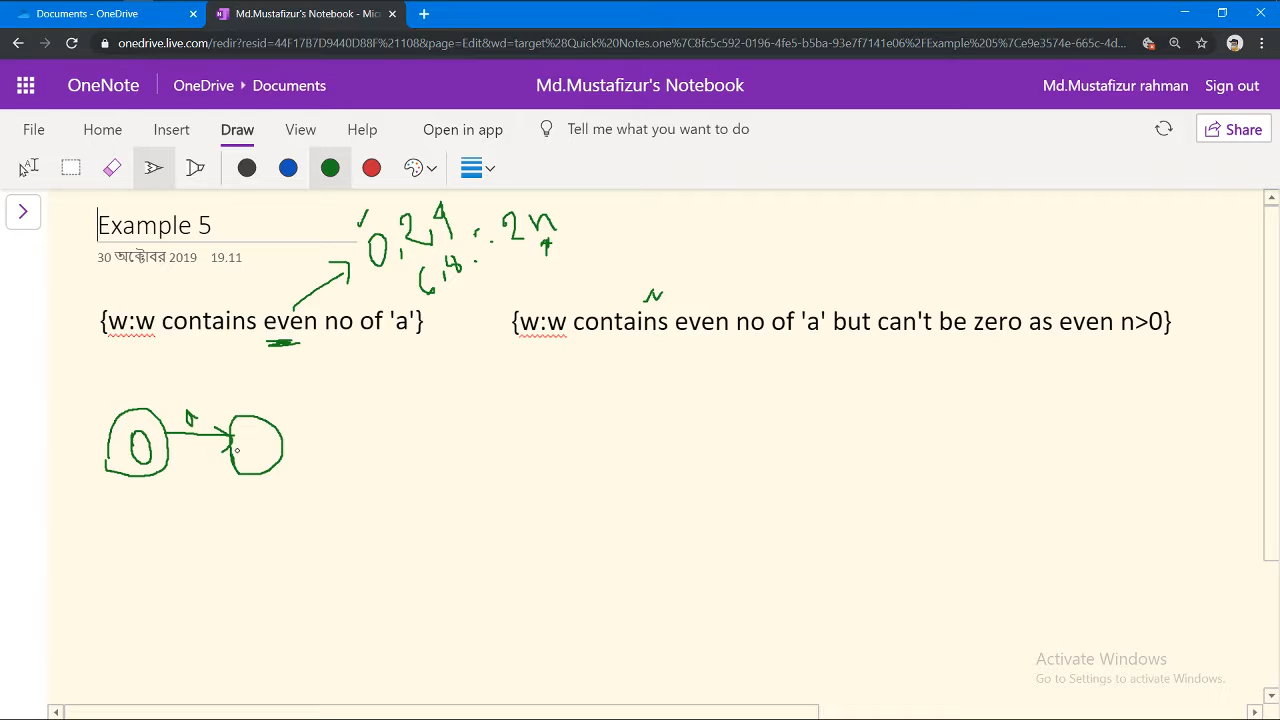 Documents - OneDrive
Md.Mustafizur's Notebook - Mic
onedrive.live.com/redir?resid=44F17B7D9440D88F%21108&page=Edit&wd=target%28Quick%20Notes.one%7C8fc5c592-0196-4fe5-b5ba-93e7f7141e06%2FExample%205%7Ce9e3574e-665c-4d...
OneNote OneDrive Documents Md.Mustafizur's Notebook Md.Mustafizur rahman Sign out
File Home Insert Draw View Help Open in app Tell me what you want to do Share
Example 5
30 অক্টোবর 2019 19.11
0,2,4 2n
6,8
{w:w contains even no of 'a'}
{w:w contains even no of 'a' but can't be zero as even n>0}
a
0
Activate Windows
Go to Settings to activate Windows.